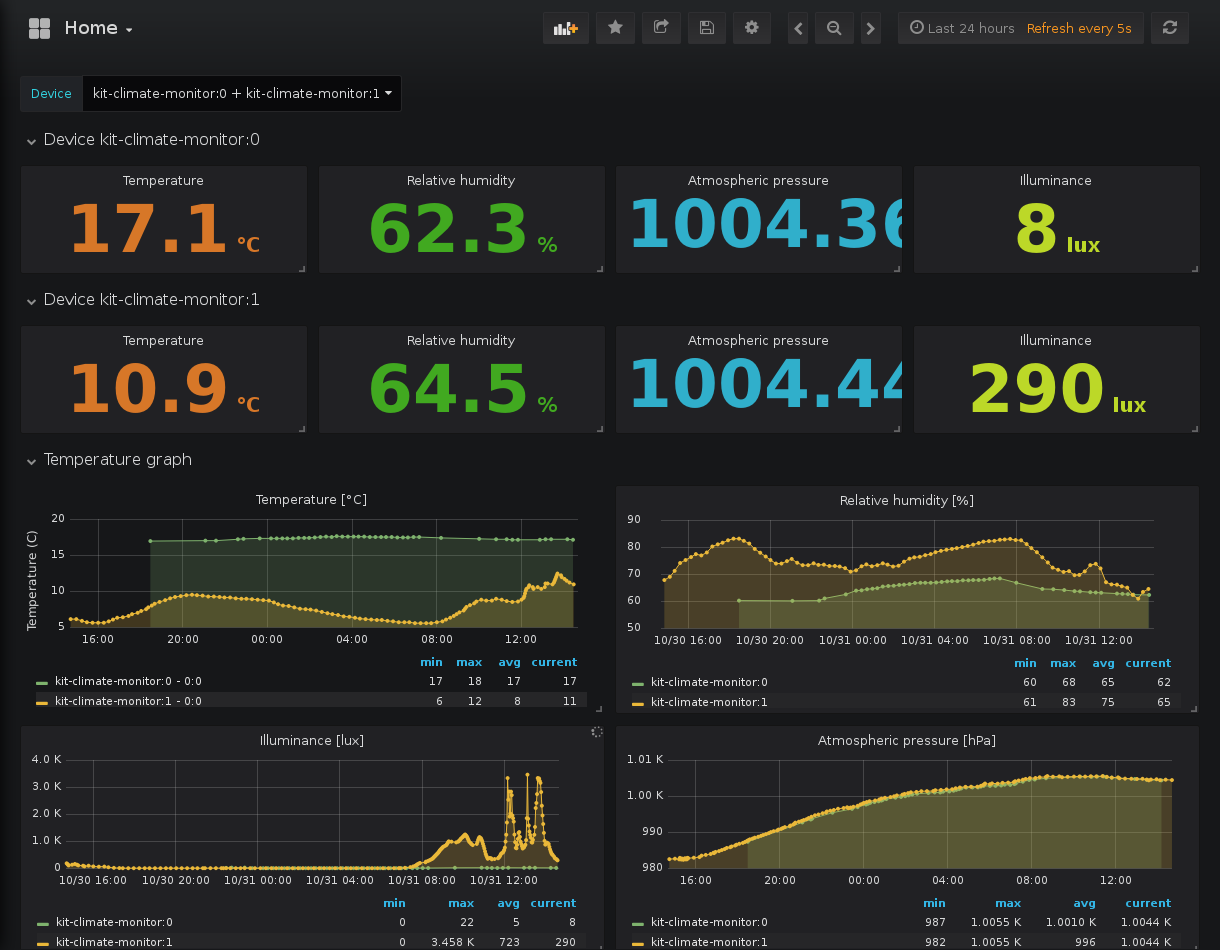 Home
Last 24 hours Refresh every 5s
Device kit-climate-monitor:0 + kit-climate-monitor:1
Device kit-climate-monitor:0
Temperature Relative humidity Atmospheric pressure Illuminance
17.1 °C 62.3 % 1004.36 8 lux
Device kit-climate-monitor:1
Temperature Relative humidity Atmospheric pressure Illuminance
10.9 °C 64.5 % 1004.44 290 lux
Temperature graph
Temperature [°C]
Temperature (C)
20
15
10
5
16:00 20:00 00:00 04:00 08:00 12:00
min max avg current
kit-climate-monitor:0 - 0:0 17 18 17 17
kit-climate-monitor:1 - 0:0 6 12 8 11
Relative humidity [%]
90
80
70
60
50
10/30 16:00 10/30 20:00 10/31 00:00 10/31 04:00 10/31 08:00 10/31 12:00
min max avg current
kit-climate-monitor:0 60 68 65 62
kit-climate-monitor:1 61 83 75 65
Illuminance [lux]
4.0 K
3.0 K
2.0 K
1.0 K
0
10/30 16:00 10/30 20:00 10/31 00:00 10/31 04:00 10/31 08:00 10/31 12:00
min max avg current
kit-climate-monitor:0 0 22 5 8
kit-climate-monitor:1 0 3.458 K 723 290
Atmospheric pressure [hPa]
1.01 K
1.00 K
990
980
16:00 20:00 00:00 04:00 08:00 12:00
min max avg current
kit-climate-monitor:0 987 1.0055 K 1.0010 K 1.0044 K
kit-climate-monitor:1 982 1.0055 K 996 1.0044 K